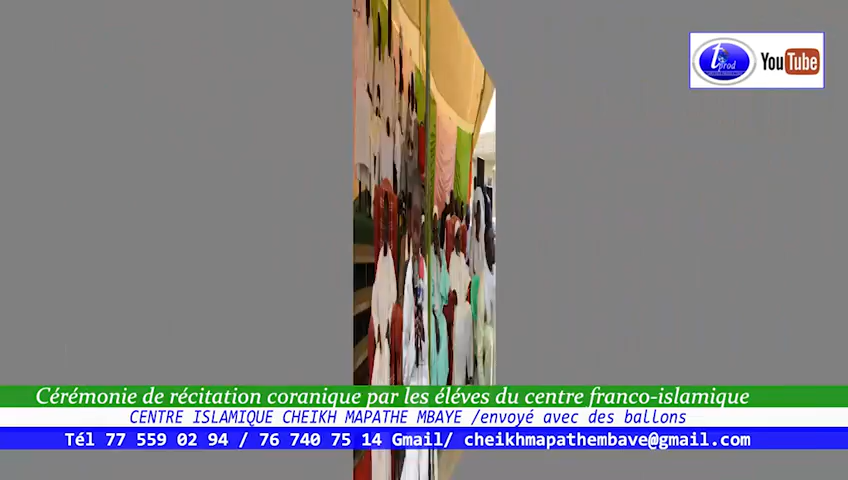 t prod
YouTube
Cérémonie de récitation coranique par les éléves du centre franco-islamique
CENTRE ISLAMIQUE CHEIKH MAPATHE MBAYE /envoyé avec des ballons
Tél 77 559 02 94 / 76 740 75 14 Gmail/ cheikhmapathembave@gmail.com